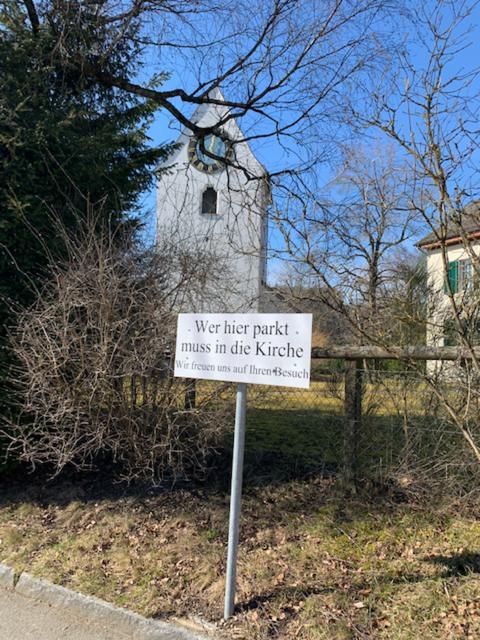 Wer hier parkt
muss in die Kirche
Wir freuen uns auf Ihren Besuch